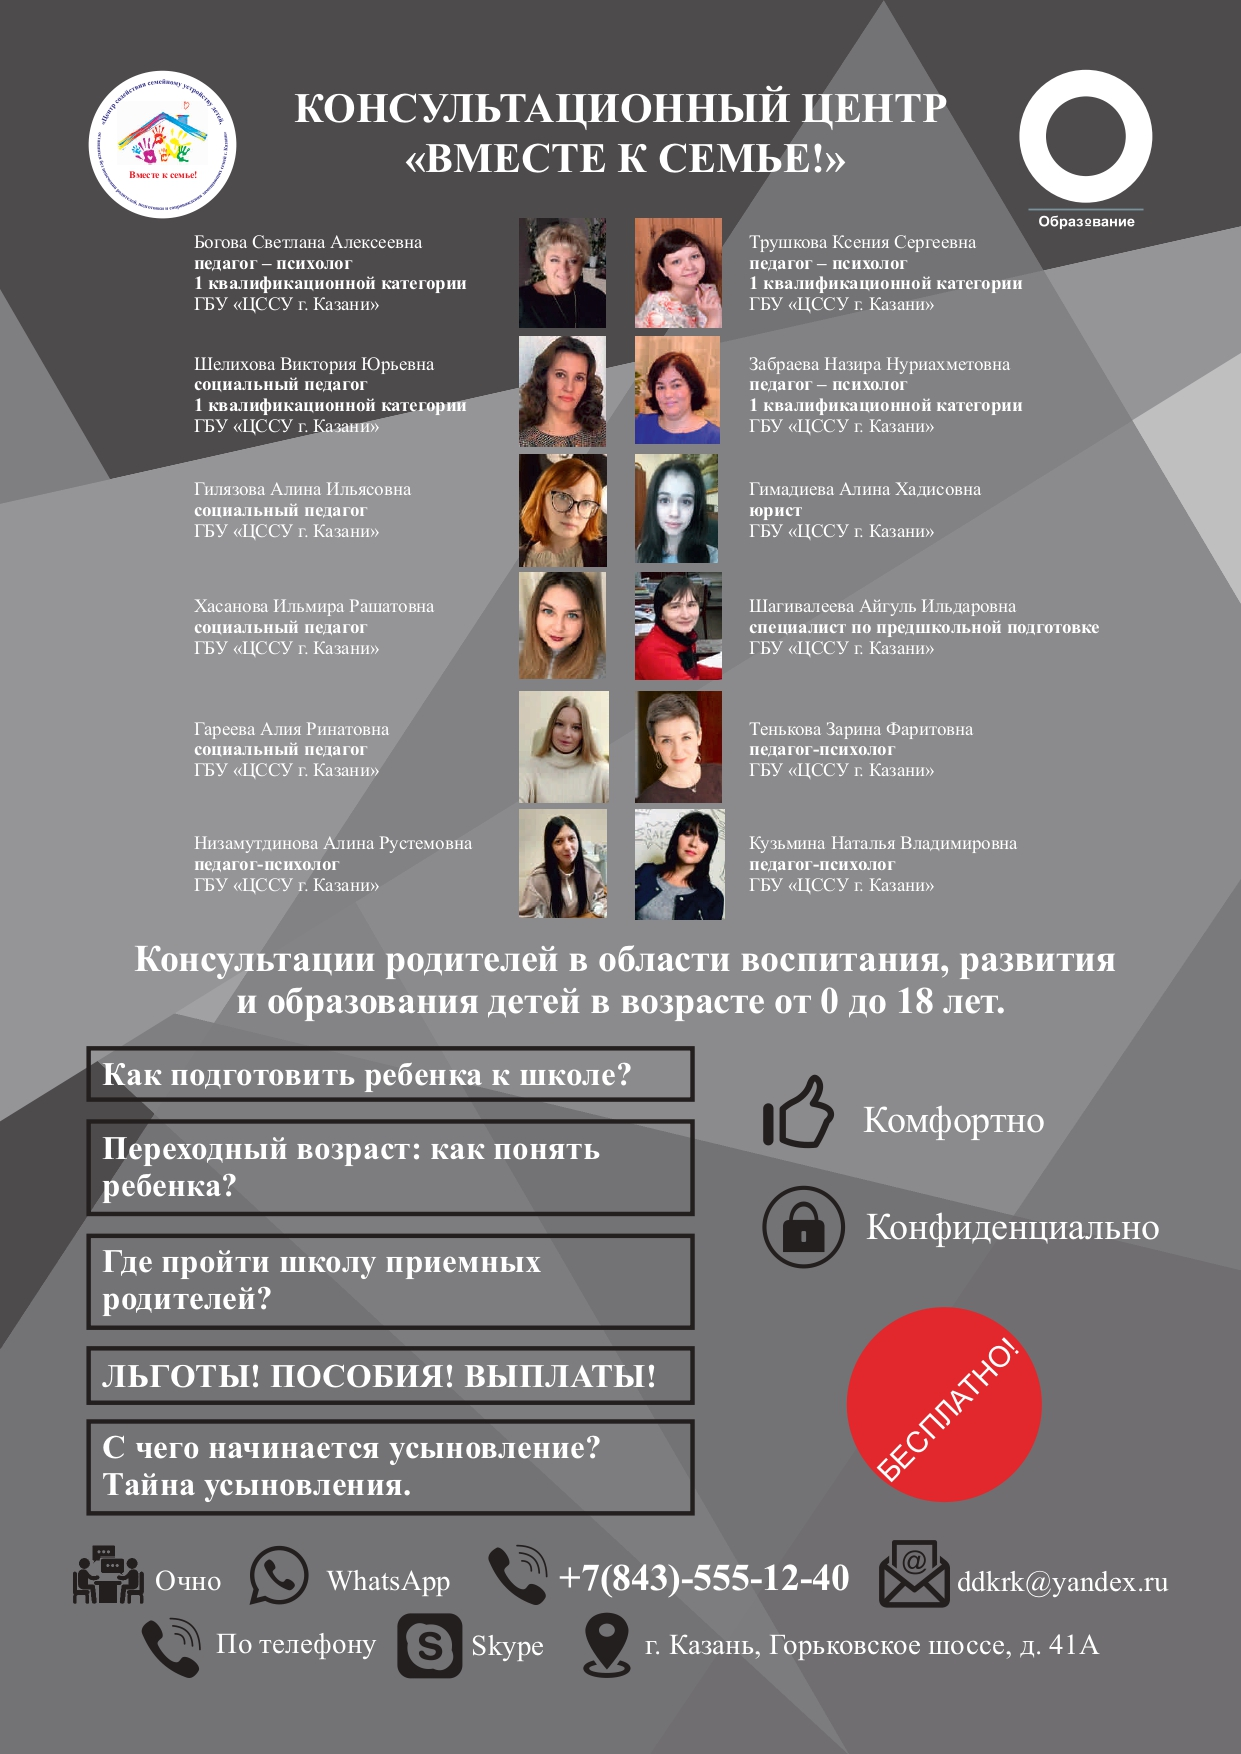 КОНСУЛЬТАЦИОННЫЙ ЦЕНТР
«ВМЕСТЕ К СЕМЬЕ!»
«Центр содействия семейному устройству детей,
Вместе к семье!
Образование
Богова Светлана Алексеевна
педагог – психолог
1 квалификационной категории
ГБУ «ЦССУ г. Казани»
Трушкова Ксения Сергеевна
педагог – психолог
1 квалификационной категории
ГБУ «ЦССУ г. Казани»
Шелихова Виктория Юрьевна
социальный педагог
1 квалификационной категории
ГБУ «ЦССУ г. Казани»
Забраева Назира Нуриахметовна
педагог – психолог
1 квалификационной категории
ГБУ «ЦССУ г. Казани»
Гилязова Алина Ильясовна
социальный педагог
ГБУ «ЦССУ г. Казани»
Гимадиева Алина Хадисовна
юрист
ГБУ «ЦССУ г. Казани»
Хасанова Ильмира Рашатовна
социальный педагог
ГБУ «ЦССУ г. Казани»
Шагивалеева Айгуль Ильдаровна
специалист по предшкольной подготовке
ГБУ «ЦССУ г. Казани»
Гареева Алия Ринатовна
социальный педагог
ГБУ «ЦССУ г. Казани»
Тенькова Зарина Фаритовна
педагог-психолог
ГБУ «ЦССУ г. Казани»
Низамутдинова Алина Рустемовна
педагог-психолог
ГБУ «ЦССУ г. Казани»
Кузьмина Наталья Владимировна
педагог-психолог
ГБУ «ЦССУ г. Казани»
Консультации родителей в области воспитания, развития
и образования детей в возрасте от 0 до 18 лет.
Как подготовить ребенка к школе?
Переходный возраст: как понять
ребенка?
Где пройти школу приемных
родителей?
ЛЬГОТЫ! ПОСОБИЯ! ВЫПЛАТЫ!
С чего начинается усыновление?
Тайна усыновления.
Комфортно
Конфиденциально
БЕСПЛАТНО!
Очно
WhatsApp
+7(843)-555-12-40
ddkrk@yandex.ru
По телефону
Skype
г. Казань, Горьковское шоссе, д. 41А